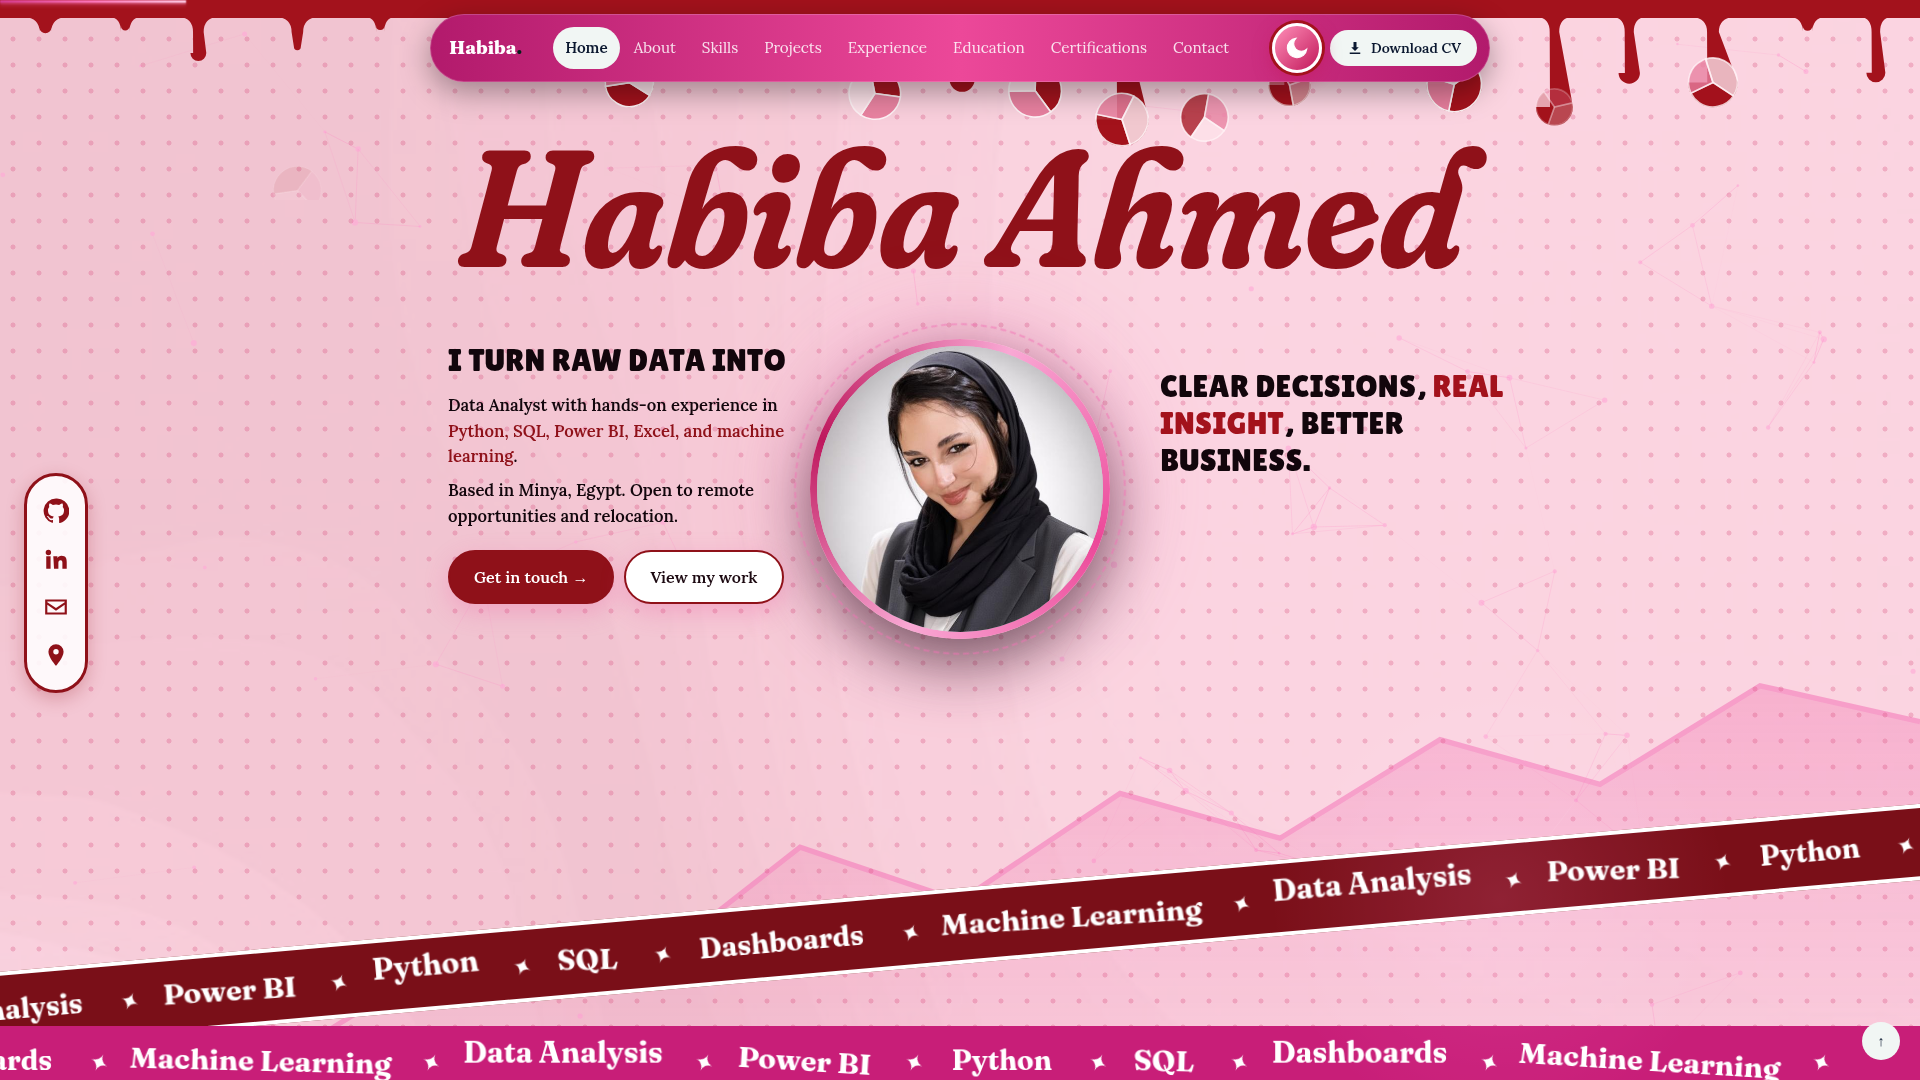 Habiba.
Home
About
Skills
Projects
Experience
Education
Certifications
Contact
Download CV
Habiba Ahmed
I TURN RAW DATA INTO
Data Analyst with hands-on experience in
Python, SQL, Power BI, Excel, and machine
learning.
Based in Minya, Egypt. Open to remote
opportunities and relocation.
Get in touch →
View my work
CLEAR DECISIONS, REAL
INSIGHT, BETTER
BUSINESS.
nalysis ✦ Power BI ✦ Python ✦ SQL ✦ Dashboards ✦ Machine Learning ✦ Data Analysis ✦ Power BI ✦ Python ✦
ards ✦ Machine Learning ✦ Data Analysis ✦ Power BI ✦ Python ✦ SQL ✦ Dashboards ✦ Machine Learning ✦
↑